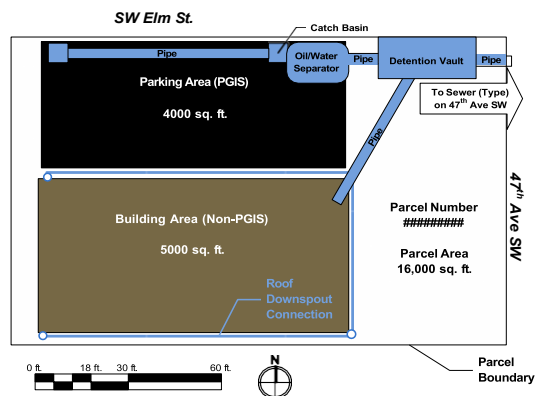 SW Elm St.
Catch Basin
Pipe
Oil/Water
Separator
Pipe
Detention Vault
Pipe
Parking Area (PGIS)
4000 sq. ft.
To Sewer (Type)
on 47th Ave SW
Pipe
47th Ave SW
Building Area (Non-PGIS)
5000 sq. ft.
Parcel Number
#########
Parcel Area
16,000 sq. ft.
Roof
Downspout
Connection
0 ft.
18 ft.
30 ft.
60 ft.
N
Parcel
Boundary